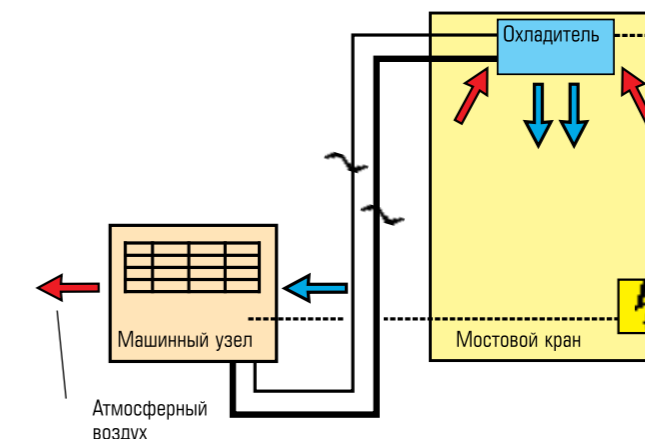 Охладитель
Машинный узел
Мостовой кран
Атмосферный
воздух